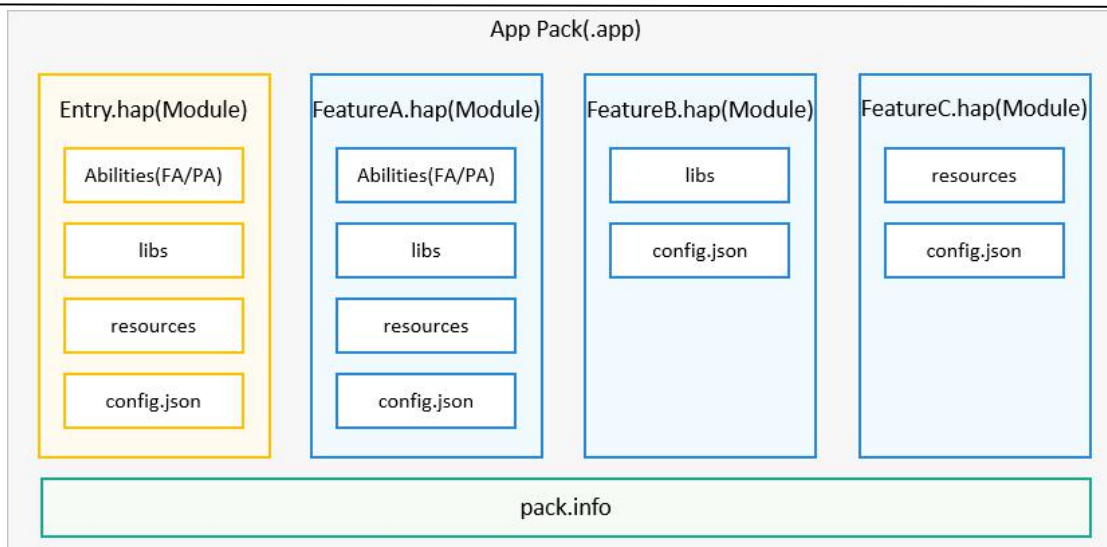 App Pack(.app)
Entry.hap(Module)
Abilities(FA/PA)
libs
resources
config.json
FeatureA.hap(Module)
Abilities(FA/PA)
libs
resources
config.json
FeatureB.hap(Module)
libs
config.json
FeatureC.hap(Module)
resources
config.json
pack.info